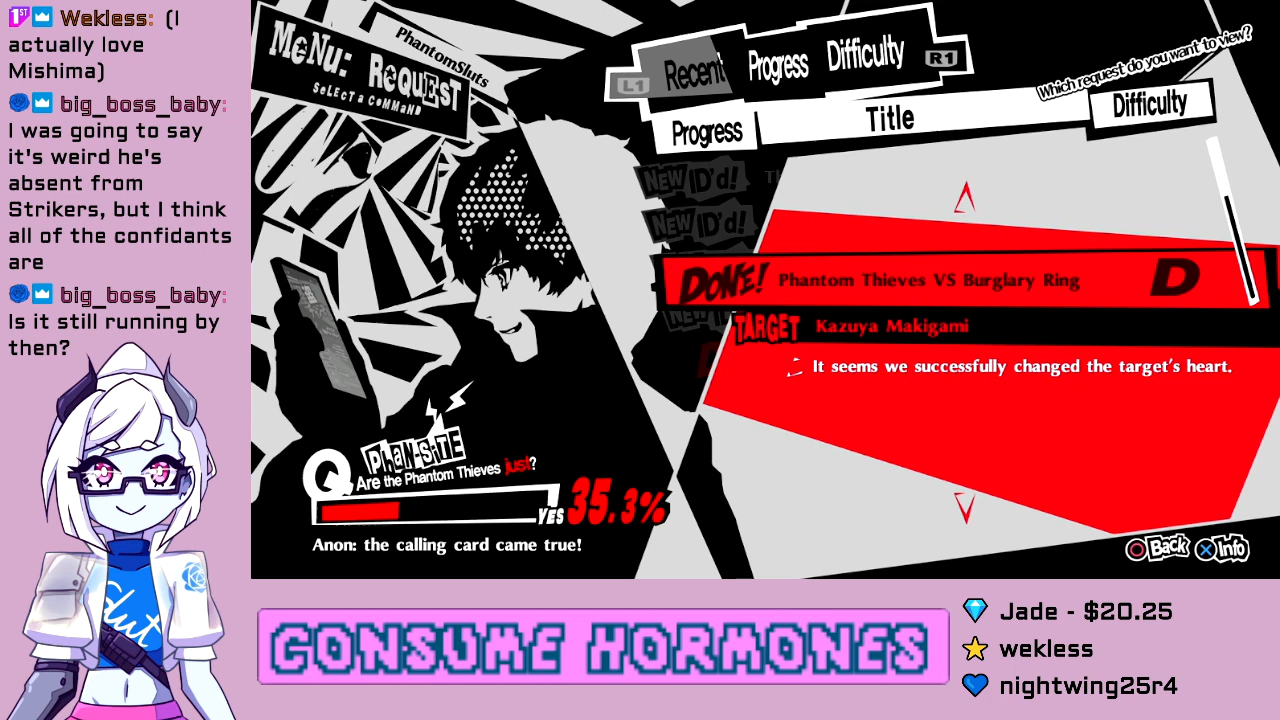 1ST Wekless: (I
actually love
Mishima)
big_boss_baby:
I was going to say
it's weird he's
absent from
Strikers, but I think
all of the confidants
are
big_boss_baby:
Is it still running by
then?
Slut
MeNu: ReQuEsT
PhantomSluts
SeLeCT a CoMMaND
L1 Recent Progress Difficulty R1
Which request do you want to view?
Progress Title Difficulty
NEW ID'd!
NEW ID'd!
DONE! Phantom Thieves VS Burglary Ring D
TARGET Kazuya Makigami
It seems we successfully changed the target's heart.
Q PhaN-SiTE
Are the Phantom Thieves just?
YES 35.3%
Anon: the calling card came true!
Back Info
CONSUME HORMONES
Jade - $20.25
wekless
nightwing25r4